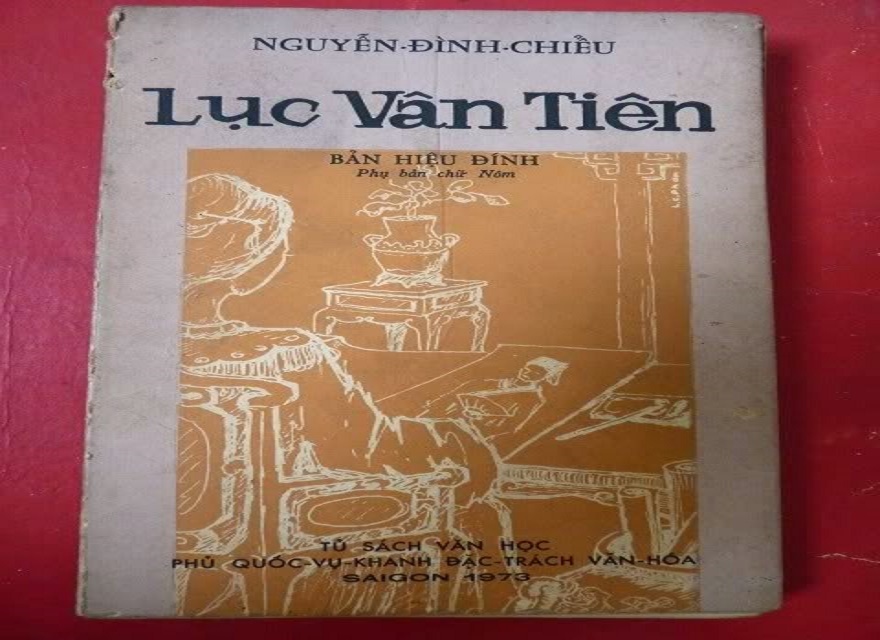 NGUYỄN-ĐÌNH-CHIỂU
Lục Vân Tiên
BẢN HIỆU ĐÍNH
Phụ bản chữ Nôm
TỦ SÁCH VĂN HỌC
PHỦ QUỐC-VỤ-KHANH ĐẶC-TRÁCH VĂN-HÓA
SAIGON 1973